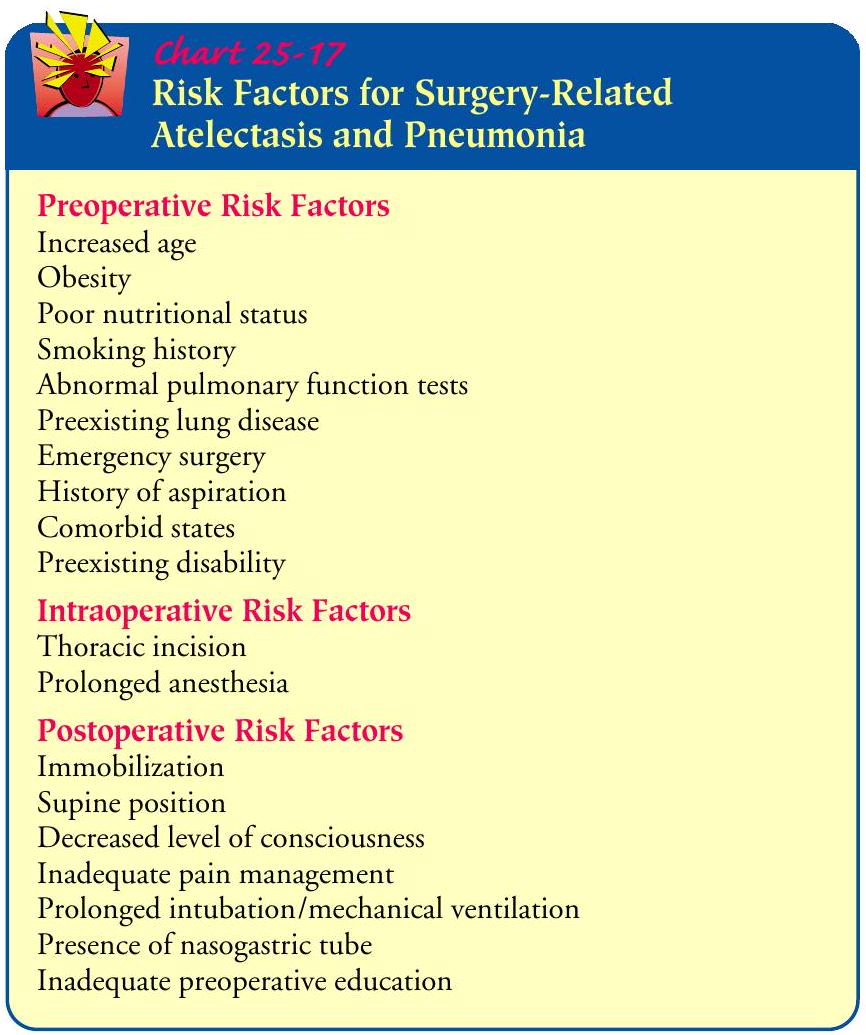 Chart 25-17
Risk Factors for Surgery-Related
Atelectasis and Pneumonia
Preoperative Risk Factors
Increased age
Obesity
Poor nutritional status
Smoking history
Abnormal pulmonary function tests
Preexisting lung disease
Emergency surgery
History of aspiration
Comorbid states
Preexisting disability
Intraoperative Risk Factors
Thoracic incision
Prolonged anesthesia
Postoperative Risk Factors
Immobilization
Supine position
Decreased level of consciousness
Inadequate pain management
Prolonged intubation/mechanical ventilation
Presence of nasogastric tube
Inadequate preoperative education